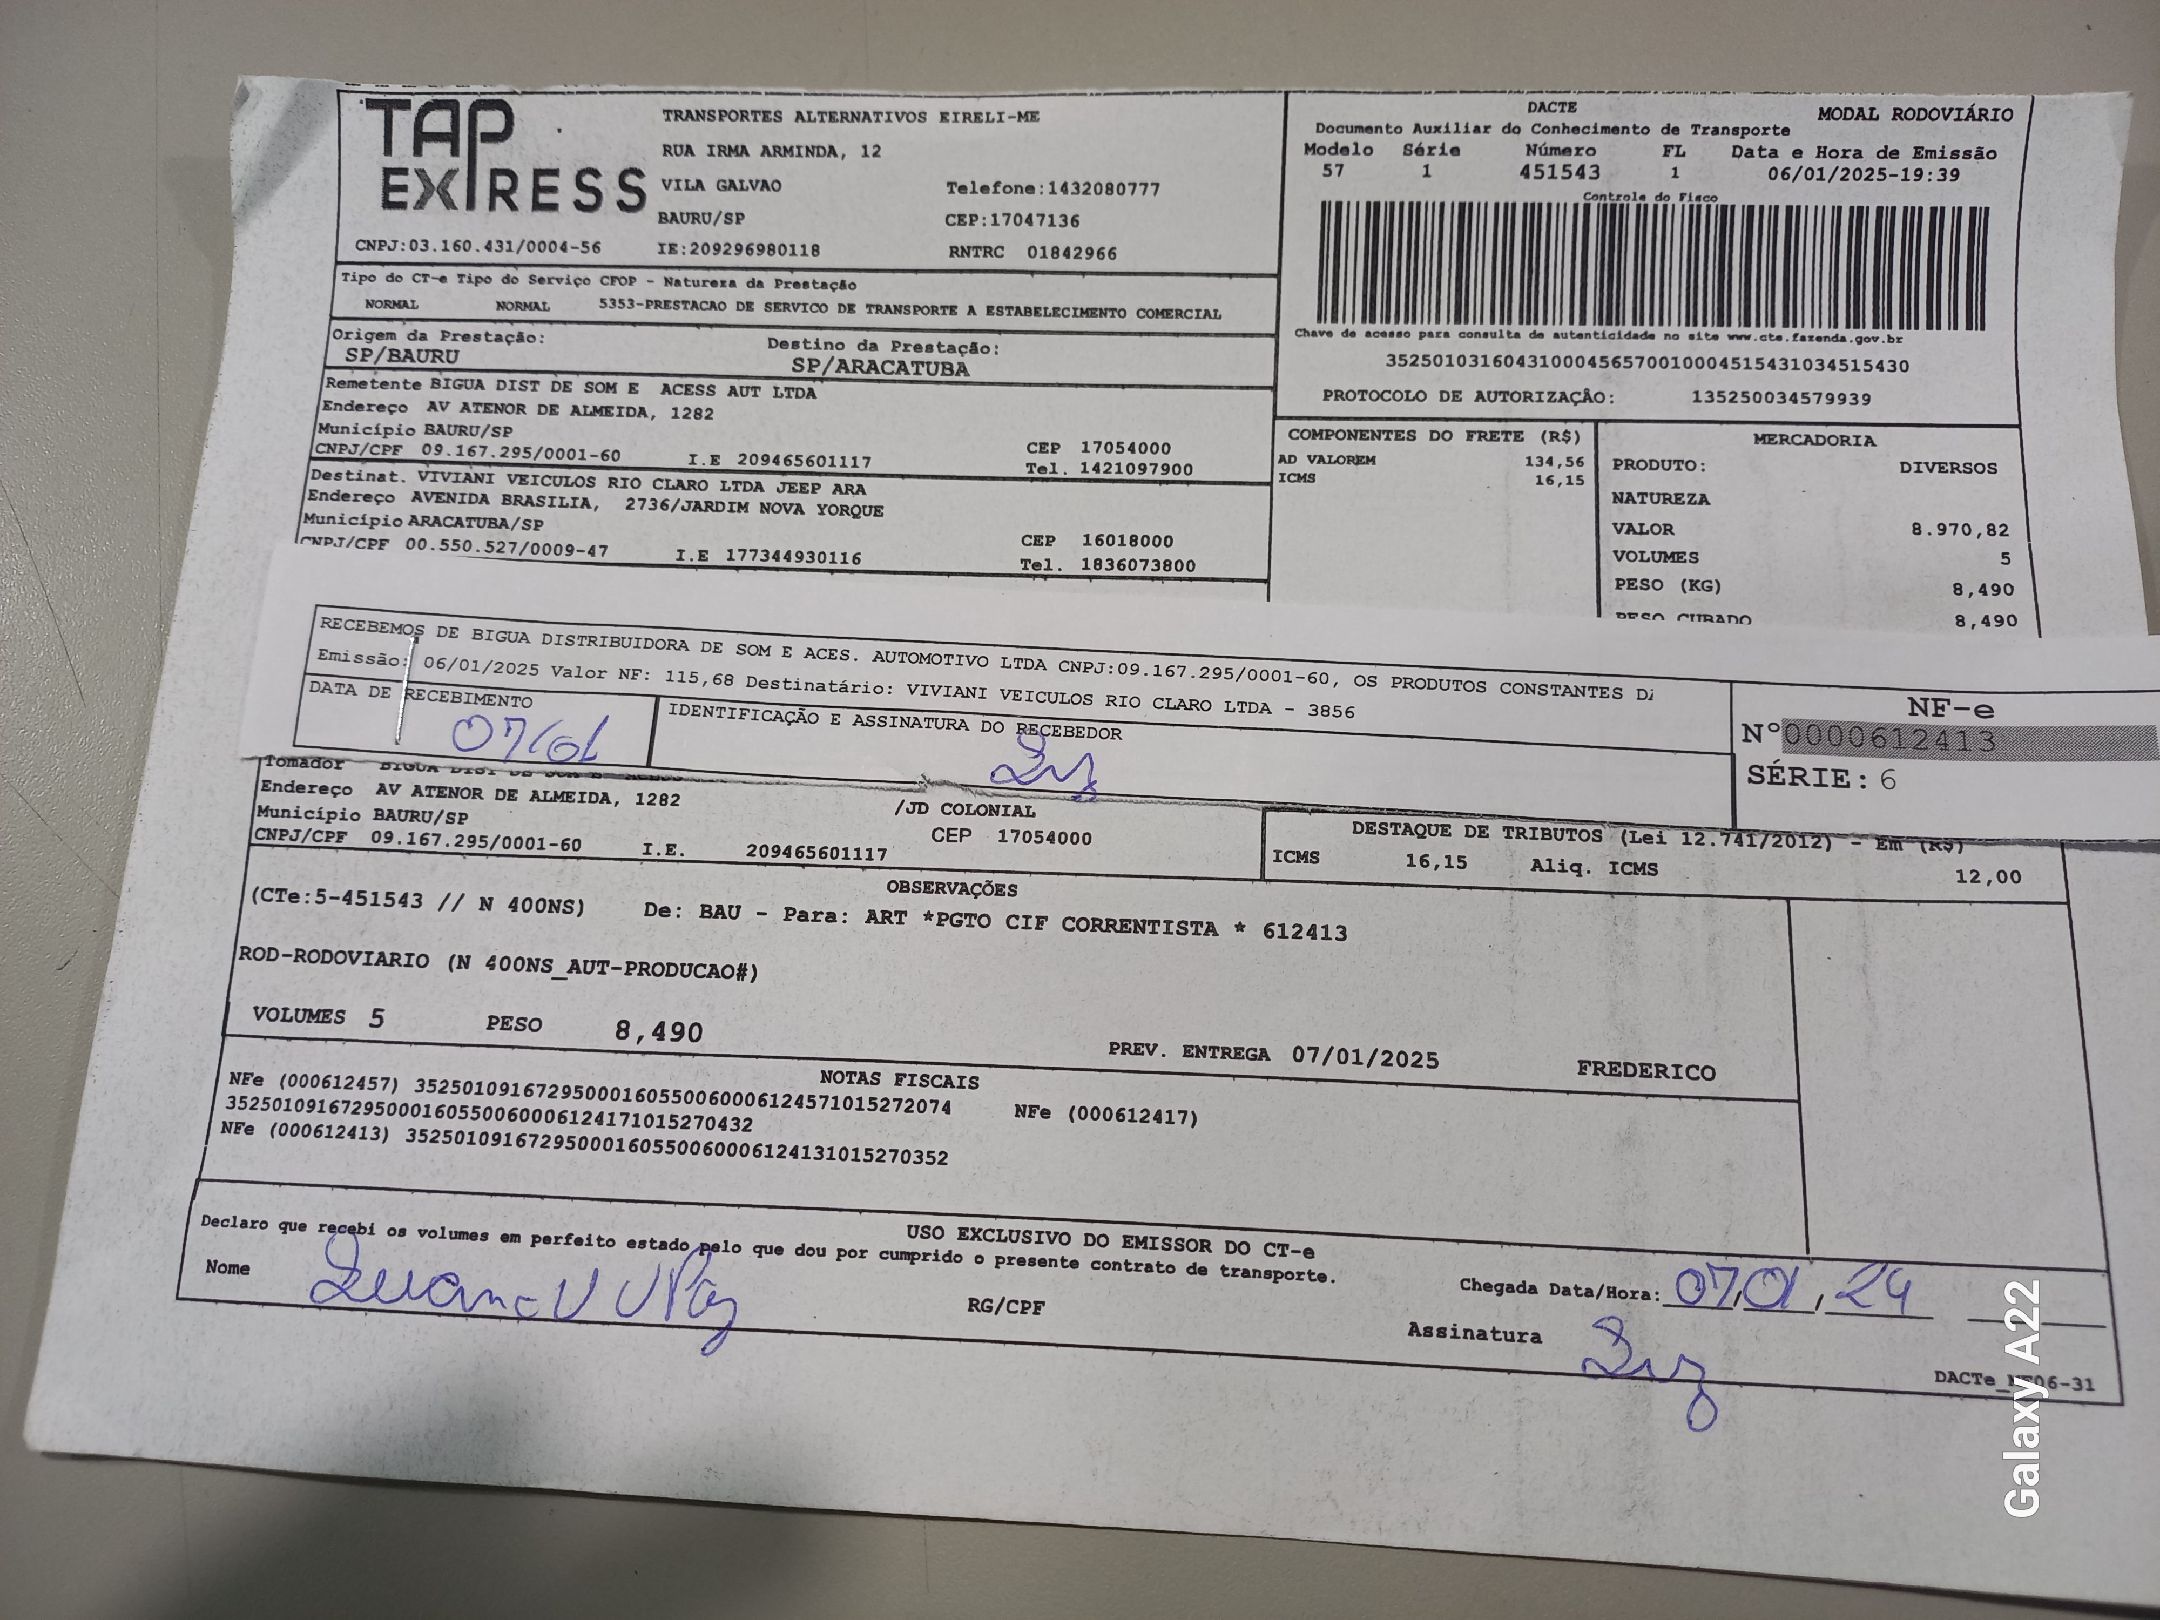 TAP EXPRESS
TRANSPORTES ALTERNATIVOS EIRELI-ME
RUA IRMA ARMINDA, 12
VILA GALVAO Telefone:1432080777
BAURU/SP CEP:17047136
CNPJ:03.160.431/0004-56 IE:209296980118 RNTRC 01842966
DACTE MODAL RODOVIÁRIO
Documento Auxiliar do Conhecimento de Transporte
Modelo Série Número FL Data e Hora de Emissão
57 1 451543 1 06/01/2025-19:39
Controle do Fisco
Chave de acesso para consulta de autenticidade no site www.cte.fazenda.gov.br
35250103160431000456570010004515431034515430
PROTOCOLO DE AUTORIZAÇÃO: 135250034579939
Tipo do CT-e Tipo do Serviço CFOP - Natureza da Prestação
NORMAL NORMAL 5353-PRESTACAO DE SERVICO DE TRANSPORTE A ESTABELECIMENTO COMERCIAL
Origem da Prestação: Destino da Prestação:
SP/BAURU SP/ARACATUBA
Remetente BIGUA DIST DE SOM E ACESS AUT LTDA
Endereço AV ATENOR DE ALMEIDA, 1282
Município BAURU/SP CEP 17054000
CNPJ/CPF 09.167.295/0001-60 I.E 209465601117 Tel. 1421097900
Destinat. VIVIANI VEICULOS RIO CLARO LTDA JEEP ARA
Endereço AVENIDA BRASILIA, 2736/JARDIM NOVA YORQUE
Município ARACATUBA/SP CEP 16018000
CNPJ/CPF 00.550.527/0009-47 I.E 177344930116 Tel. 1836073800
COMPONENTES DO FRETE (R$)
AD VALOREM 134,56
ICMS 16,15
MERCADORIA
PRODUTO: DIVERSOS
NATUREZA
VALOR 8.970,82
VOLUMES 5
PESO (KG) 8,490
PESO CUBADO 8,490
RECEBEMOS DE BIGUA DISTRIBUIDORA DE SOM E ACES. AUTOMOTIVO LTDA CNPJ:09.167.295/0001-60, OS PRODUTOS CONSTANTES DA
Emissão: 06/01/2025 Valor NF: 115,68 Destinatário: VIVIANI VEICULOS RIO CLARO LTDA - 3856
DATA DE RECEBIMENTO IDENTIFICAÇÃO E ASSINATURA DO RECEBEDOR
07/01
NF-e
Nº0000612413
SÉRIE: 6
Tomador BIGUA DIST DE SOM E ACESS
Endereço AV ATENOR DE ALMEIDA, 1282 /JD COLONIAL
Município BAURU/SP CEP 17054000
CNPJ/CPF 09.167.295/0001-60 I.E. 209465601117
DESTAQUE DE TRIBUTOS (Lei 12.741/2012) - Em (R$)
ICMS 16,15 Aliq. ICMS 12,00
OBSERVAÇÕES
(CTe:5-451543 // N 400NS) De: BAU - Para: ART *PGTO CIF CORRENTISTA * 612413
ROD-RODOVIARIO (N 400NS_AUT-PRODUCAO#)
VOLUMES 5 PESO 8,490 PREV. ENTREGA 07/01/2025 FREDERICO
NOTAS FISCAIS
NFe (000612457) 35250109167295000160550060006124571015272074 NFe (000612417)
35250109167295000160550060006124171015270432
NFe (000612413) 35250109167295000160550060006124131015270352
USO EXCLUSIVO DO EMISSOR DO CT-e
Declaro que recebi os volumes em perfeito estado pelo que dou por cumprido o presente contrato de transporte.
Nome RG/CPF Chegada Data/Hora: 07,01,24
Assinatura
DACTe_NF06-31
Galaxy A22